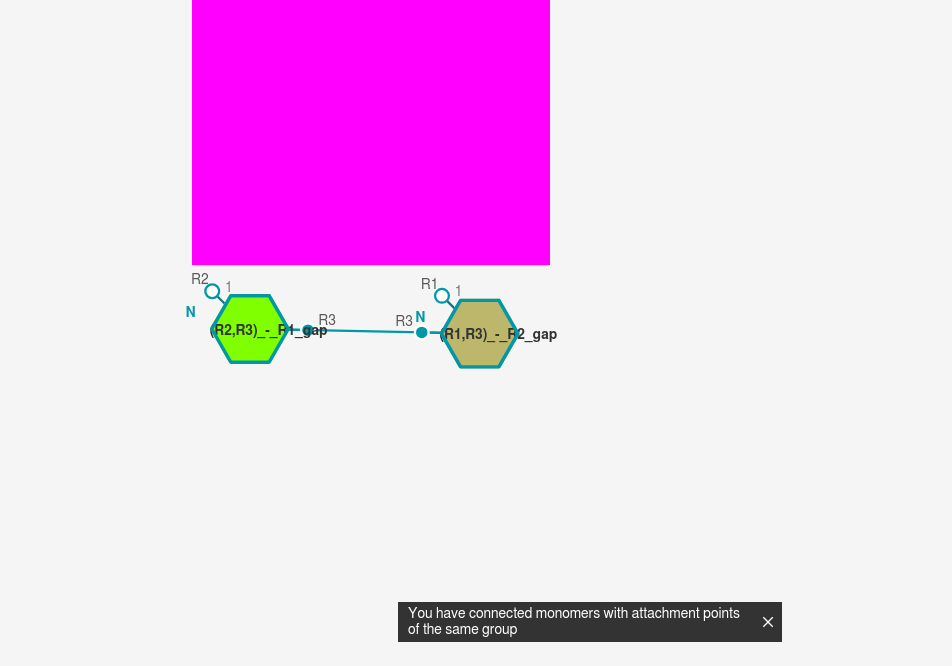 R2
1
N
(R2,R3)_-_R1_gap
R3
R1
1
R3
N
(R1,R3)_-_R2_gap
You have connected monomers with attachment points
of the same group